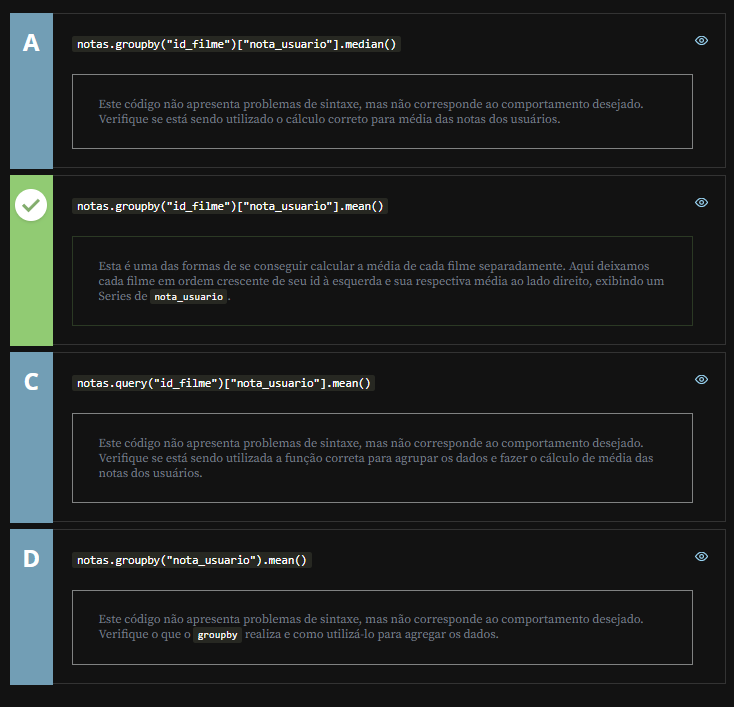 A
notas.groupby("id_filme")["nota_usuario"].median()
Este código não apresenta problemas de sintaxe, mas não corresponde ao comportamento desejado.
Verifique se está sendo utilizado o cálculo correto para média das notas dos usuários.
notas.groupby("id_filme")["nota_usuario"].mean()
Esta é uma das formas de se conseguir calcular a média de cada filme separadamente. Aqui deixamos
cada filme em ordem crescente de seu id à esquerda e sua respectiva média ao lado direito, exibindo um
Series de nota_usuario.
C
notas.query("id_filme")["nota_usuario"].mean()
Este código não apresenta problemas de sintaxe, mas não corresponde ao comportamento desejado.
Verifique se está sendo utilizada a função correta para agrupar os dados e fazer o cálculo de média das
notas dos usuários.
D
notas.groupby("nota_usuario").mean()
Este código não apresenta problemas de sintaxe, mas não corresponde ao comportamento desejado.
Verifique o que o groupby realiza e como utilizá-lo para agregar os dados.